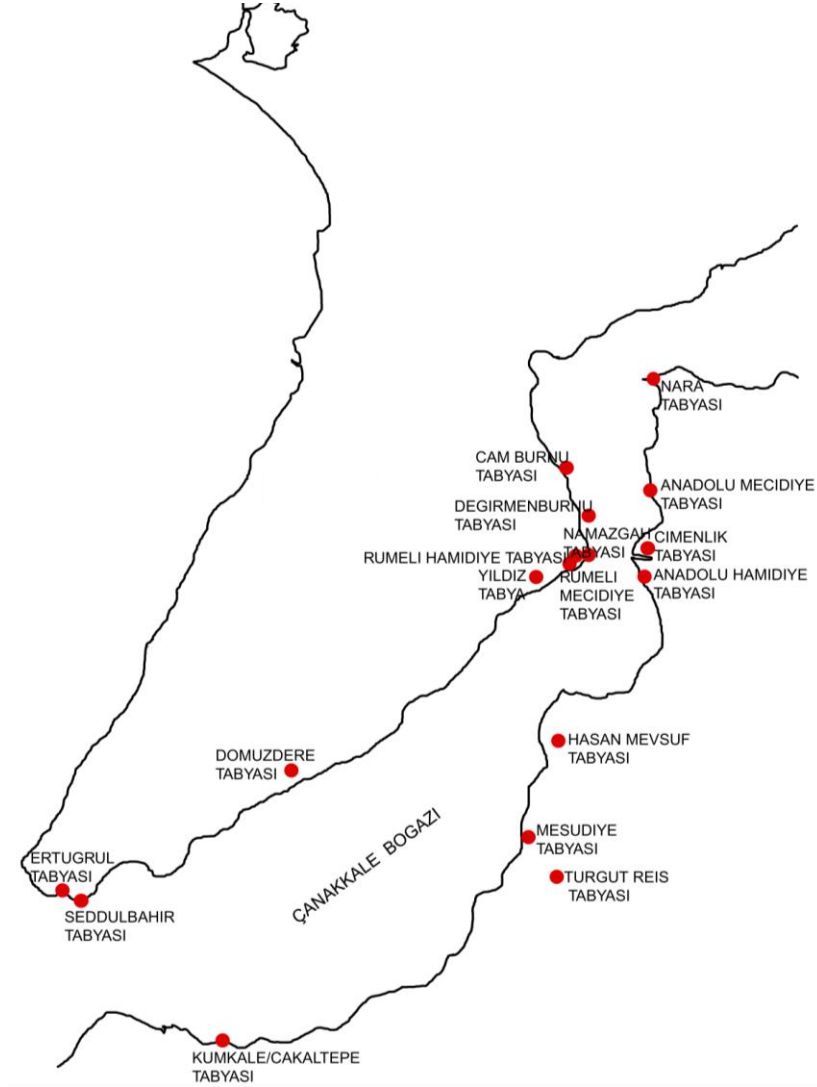 NARA
TABYASI
CAM BURNU
TABYASI
ANADOLU MECIDIYE
TABYASI
DEGIRMENBURNU
TABYASI
NAMAZGAH
TABYASI
CIMENLIK
TABYASI
RUMELI HAMIDIYE TABYASI
YILDIZ
TABYA
RUMELI
MECIDIYE
TABYASI
ANADOLU HAMIDIYE
TABYASI
HASAN MEVSUF
TABYASI
DOMUZDERE
TABYASI
ÇANAKKALE BOGAZI
MESUDIYE
TABYASI
ERTUGRUL
TABYASI
TURGUT REIS
TABYASI
SEDDULBAHIR
TABYASI
KUMKALE/CAKALTEPE
TABYASI